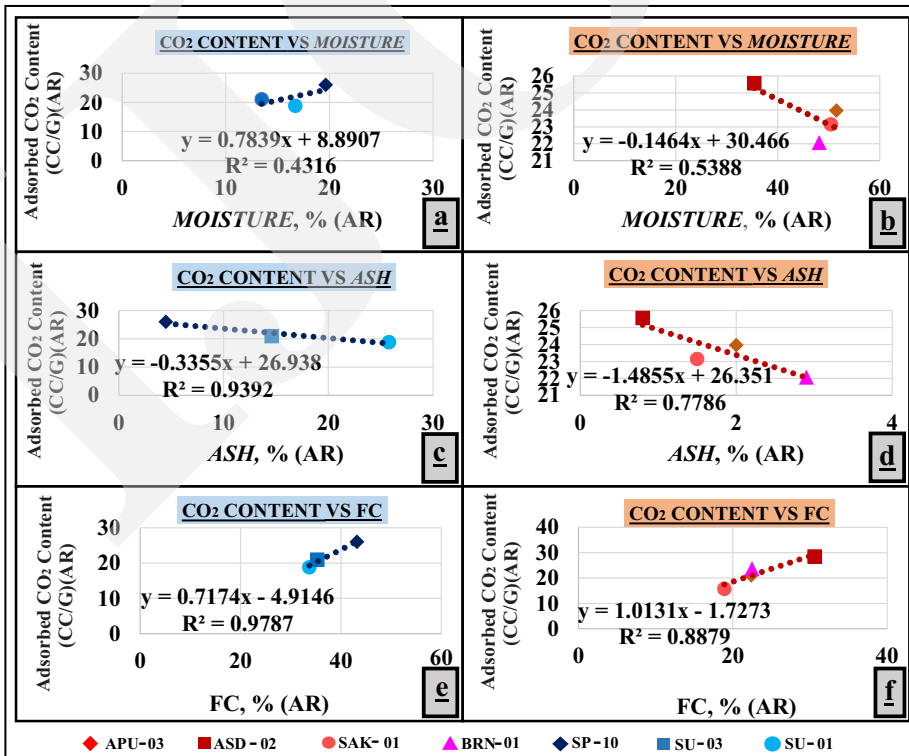 CO₂ CONTENT VS MOISTURE
Adsorbed CO₂ Content
(CC/G)(AR)
30
20
10
0
y = 0.7839x + 8.8907
R² = 0.4316
0 10 20 30
MOISTURE, % (AR)
a
CO₂ CONTENT VS MOISTURE
Adsorbed CO₂ Content
(CC/G)(AR)
26
25
24
23
22
21
y = -0.1464x + 30.466
R² = 0.5388
0 20 40 60
MOISTURE, % (AR)
b
CO₂ CONTENT VS ASH
Adsorbed CO₂ Content
(CC/G)(AR)
30
20
10
0
y = -0.3355x + 26.938
R² = 0.9392
0 10 20 30
ASH, % (AR)
c
CO₂ CONTENT VS ASH
Adsorbed CO₂ Content
(CC/G)(AR)
26
25
24
23
22
21
y = -1.4855x + 26.351
R² = 0.7786
0 2 4
ASH, % (AR)
d
CO₂ CONTENT VS FC
Adsorbed CO₂ Content
(CC/G)(AR)
30
20
10
0
y = 0.7174x - 4.9146
R² = 0.9787
0 20 40 60
FC, % (AR)
e
CO₂ CONTENT VS FC
Adsorbed CO₂ Content
(CC/G)(AR)
40
30
20
10
0
y = 1.0131x - 1.7273
R² = 0.8879
0 20 40
FC, % (AR)
f
APU-03 ASD-02 SAK-01 BRN-01 SP-10 SU-03 SU-01